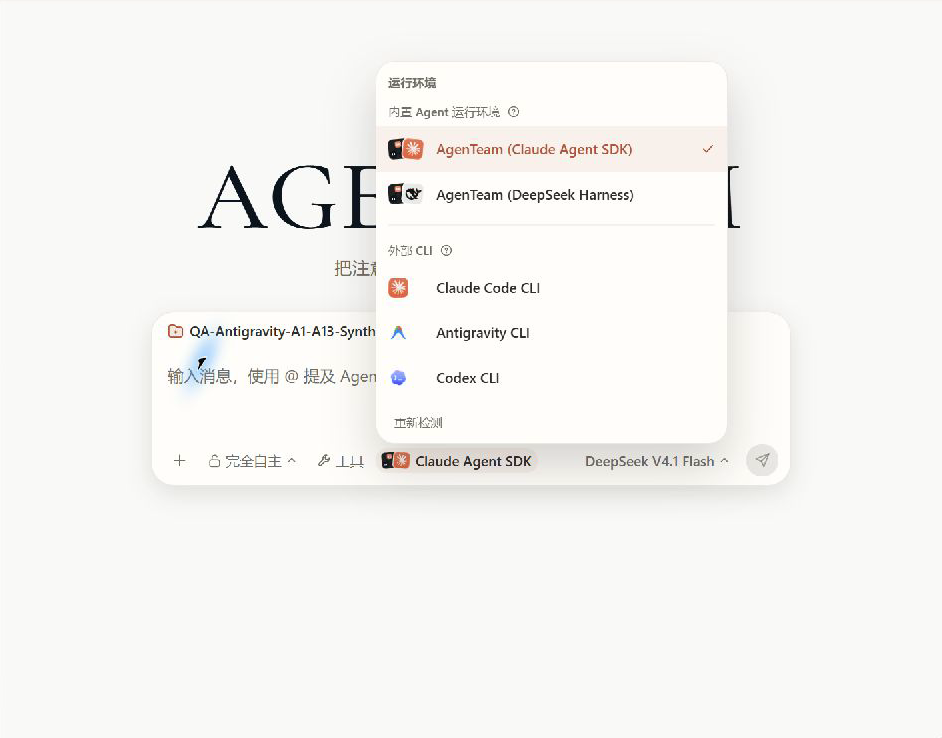 运行环境
内置 Agent 运行环境
AgenTeam (Claude Agent SDK)
AgenTeam (DeepSeek Harness)
外部 CLI
Claude Code CLI
Antigravity CLI
Codex CLI
重新检测
AGE
把注意
QA-Antigravity-A1-A13-Synth
输入消息，使用 @ 提及 Agen
完全自主
工具
Claude Agent SDK
DeepSeek V4.1 Flash